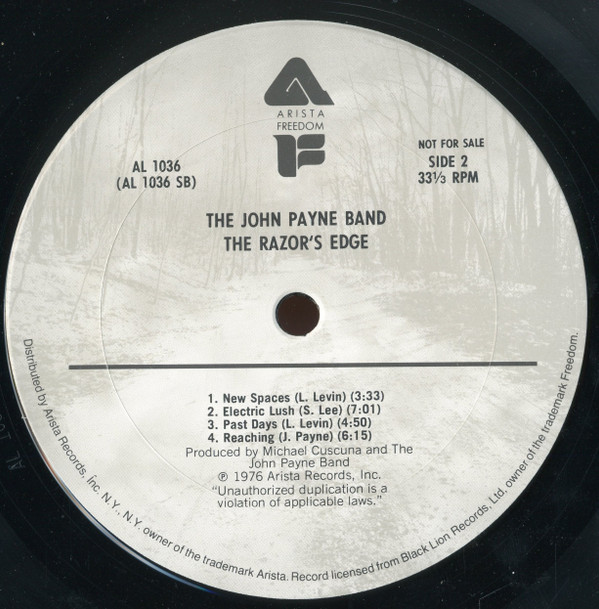 ARISTA
FREEDOM
F
NOT FOR SALE
AL 1036
(AL 1036 SB)
SIDE 2
33⅓ RPM
THE JOHN PAYNE BAND
THE RAZOR'S EDGE
1. New Spaces (L. Levin) (3:33)
2. Electric Lush (S. Lee) (7:01)
3. Past Days (L. Levin) (4:50)
4. Reaching (J. Payne) (6:15)
Produced by Michael Cuscuna and The
John Payne Band
℗ 1976 Arista Records, Inc.
"Unauthorized duplication is a
violation of applicable laws."
Distributed by Arista Records, Inc. N.Y., N.Y. owner of the trademark Arista. Record licensed from Black Lion Records, Ltd. owner of the trademark Freedom.